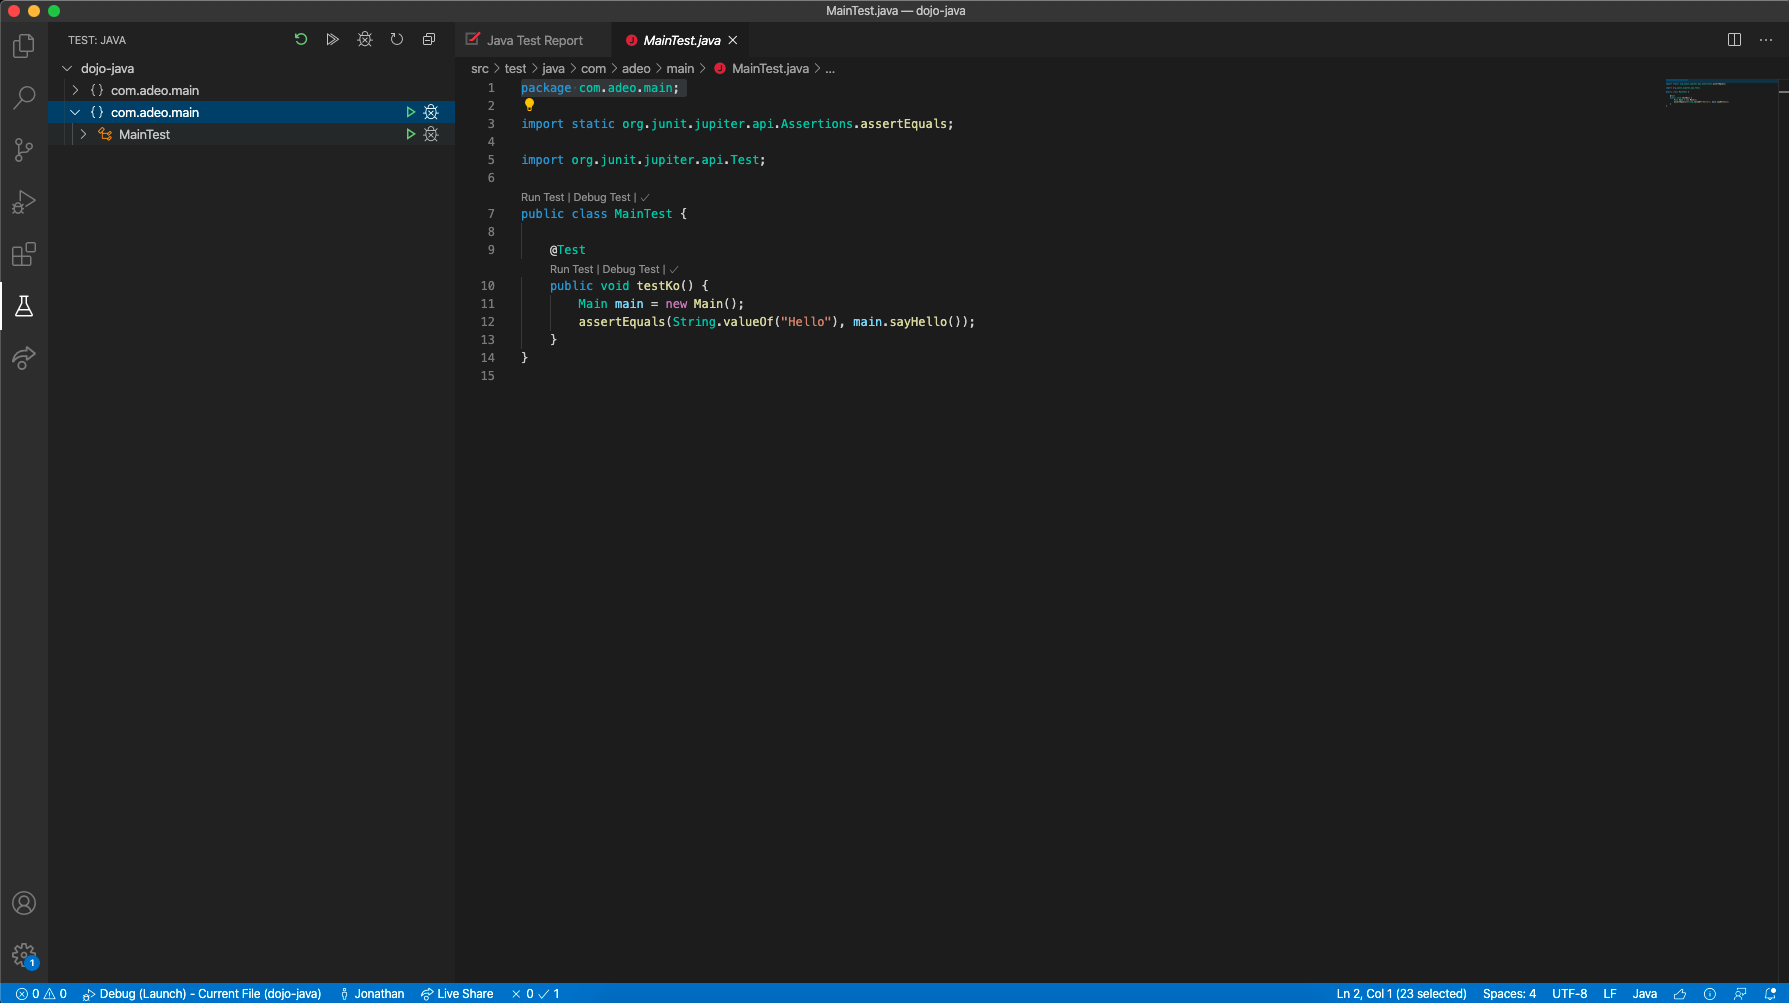 MainTest.java — dojo-java
TEST: JAVA
dojo-java
{} com.adeo.main
{} com.adeo.main
MainTest
Java Test Report
MainTest.java
src > test > java > com > adeo > main > MainTest.java > ...
1 package com.adeo.main;
2
3 import static org.junit.jupiter.api.Assertions.assertEquals;
4
5 import org.junit.jupiter.api.Test;
6
Run Test | Debug Test | ✓
7 public class MainTest {
8
9 @Test
Run Test | Debug Test | ✓
10 public void testKo() {
11 Main main = new Main();
12 assertEquals(String.valueOf("Hello"), main.sayHello());
13 }
14 }
15
1
0 0 Debug (Launch) - Current File (dojo-java) Jonathan Live Share × 0 ✓ 1
Ln 2, Col 1 (23 selected) Spaces: 4 UTF-8 LF Java